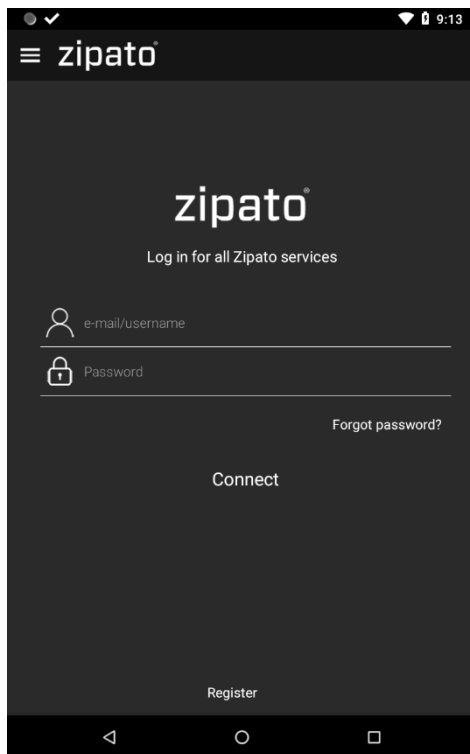 9:13
zipato®
zipato®
Log in for all Zipato services
e-mail/username
Password
Forgot password?
Connect
Register